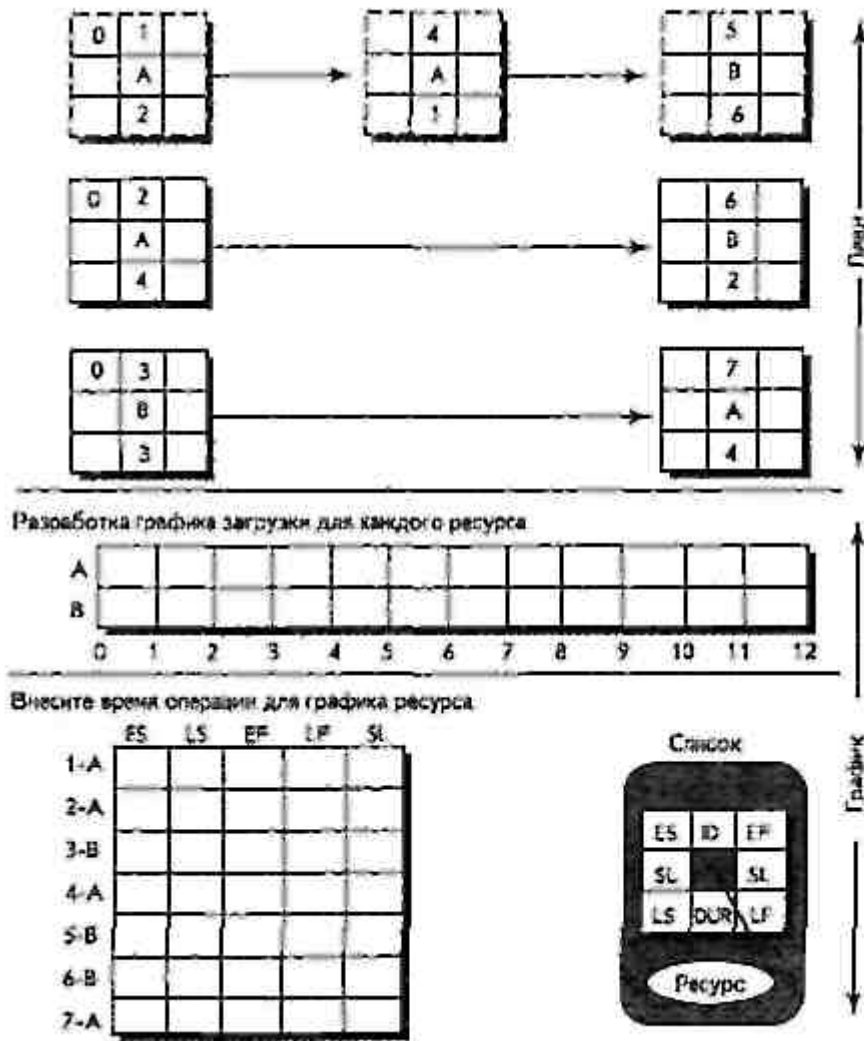 0 1 4 5
A A B
2 1 6
0 2 6
A B
4 2
0 3 7
B A
3 4
План
Разработка графика загрузки для каждого ресурса
A
B
0 1 2 3 4 5 6 7 8 9 10 11 12
Внесите время операции для графика ресурса
ES LS EF LF SL
1-A
2-A
3-B
4-A
5-B
6-B
7-A
Список
ES ID EF
SL SL
LS DUR LF
Ресурс
График